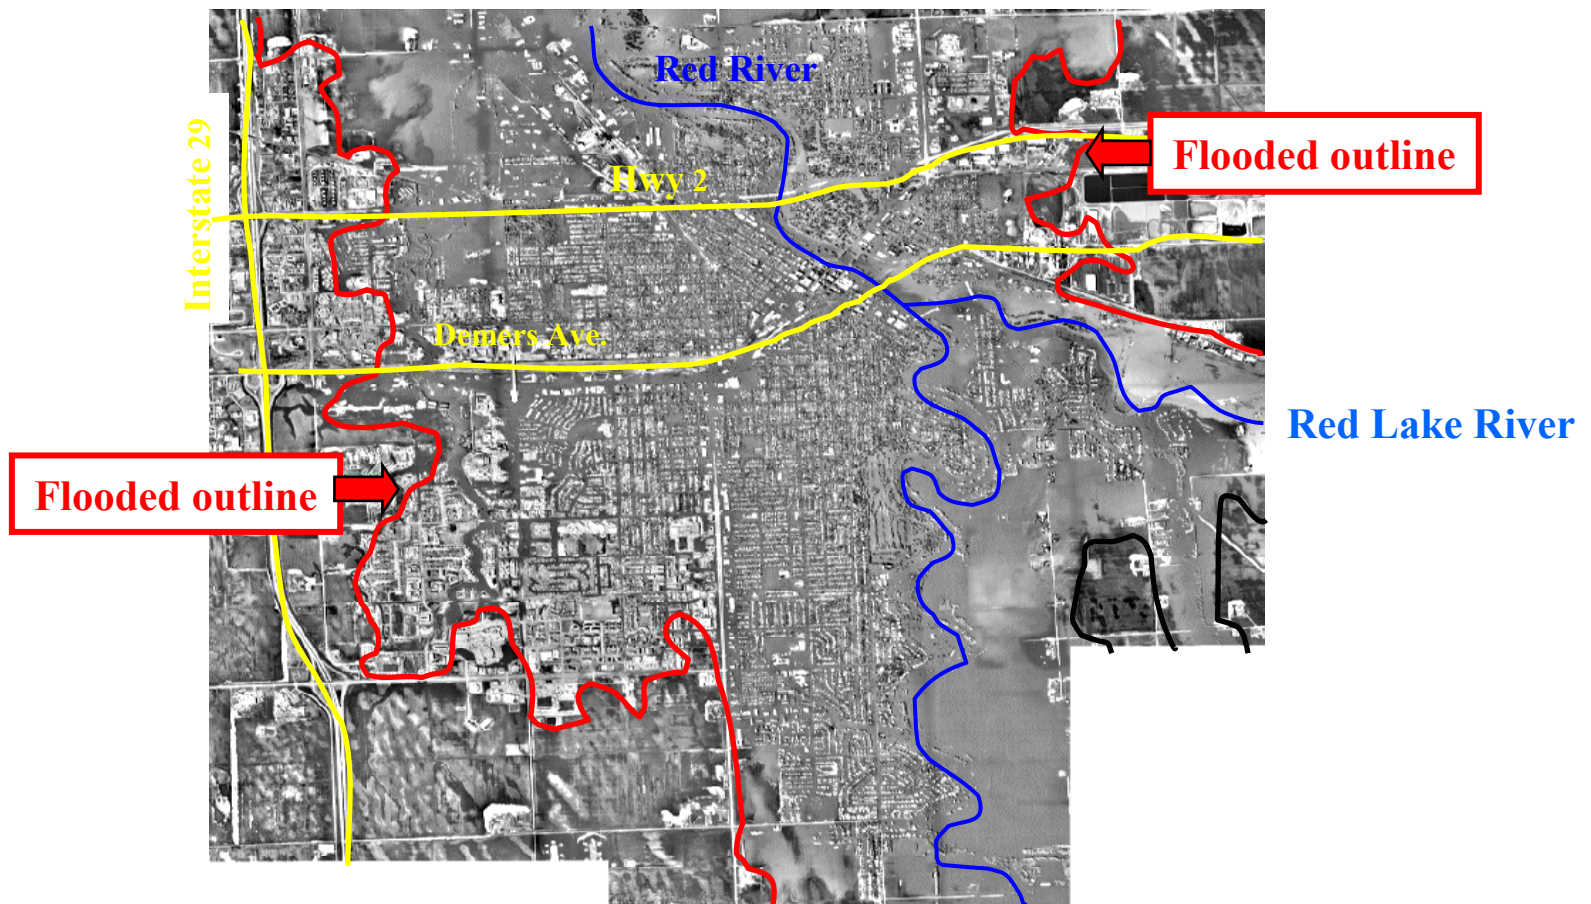 Red River
Flooded outline
Interstate 29
Hwy 2
Demers Ave.
Red Lake River
Flooded outline